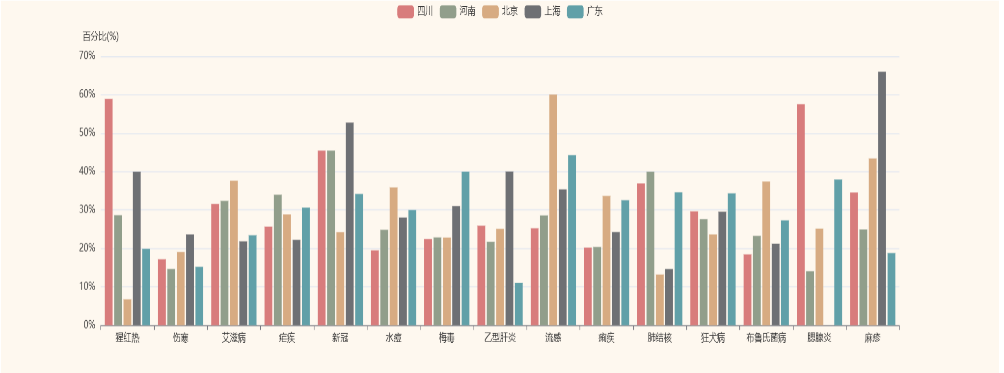 四川 河南 北京 上海 广东
百分比(%)
70%
60%
50%
40%
30%
20%
10%
0%
猩红热 伤寒 艾滋病 疟疾 新冠 水痘 梅毒 乙型肝炎 流感 痢疾 肺结核 狂犬病 布鲁氏菌病 腮腺炎 麻疹